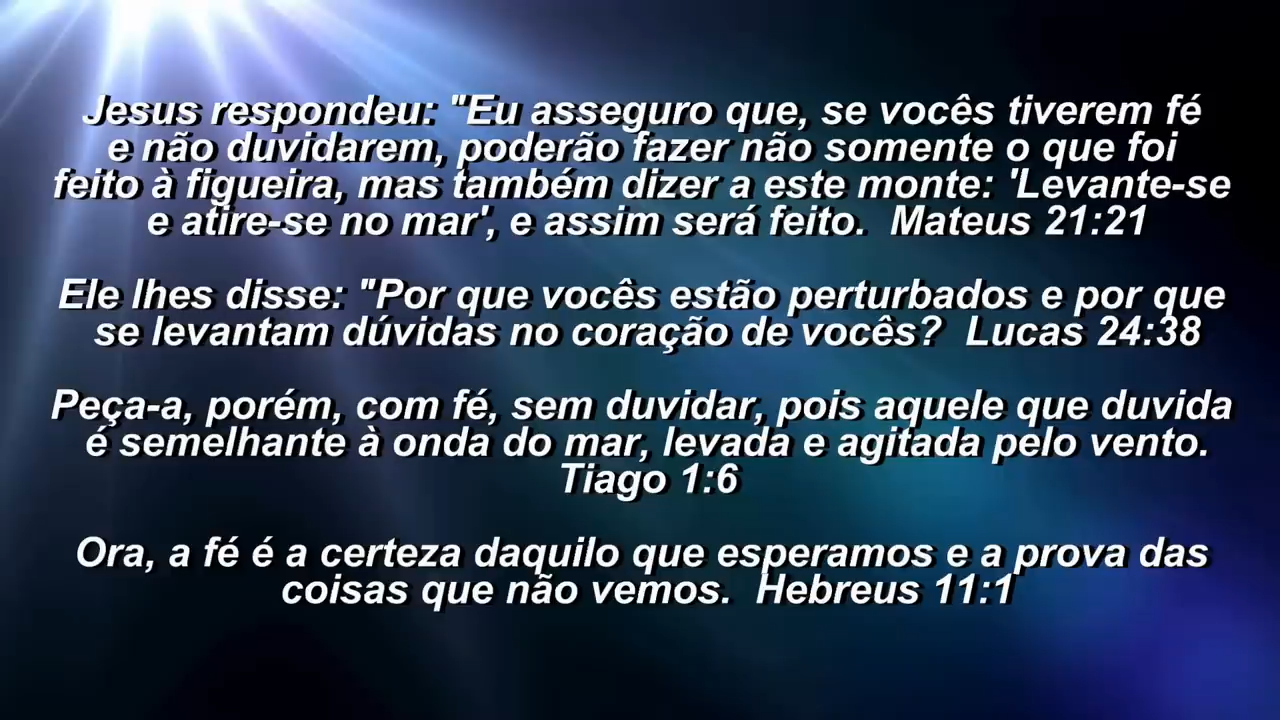 Jesus respondeu: "Eu asseguro que, se vocês tiverem fé
e não duvidarem, poderão fazer não somente o que foi
feito à figueira, mas também dizer a este monte: 'Levante-se
e atire-se no mar', e assim será feito.  Mateus 21:21
Ele lhes disse: "Por que vocês estão perturbados e por que
se levantam dúvidas no coração de vocês?  Lucas 24:38
Peça-a, porém, com fé, sem duvidar, pois aquele que duvida
é semelhante à onda do mar, levada e agitada pelo vento.
Tiago 1:6
Ora, a fé é a certeza daquilo que esperamos e a prova das
coisas que não vemos.  Hebreus 11:1